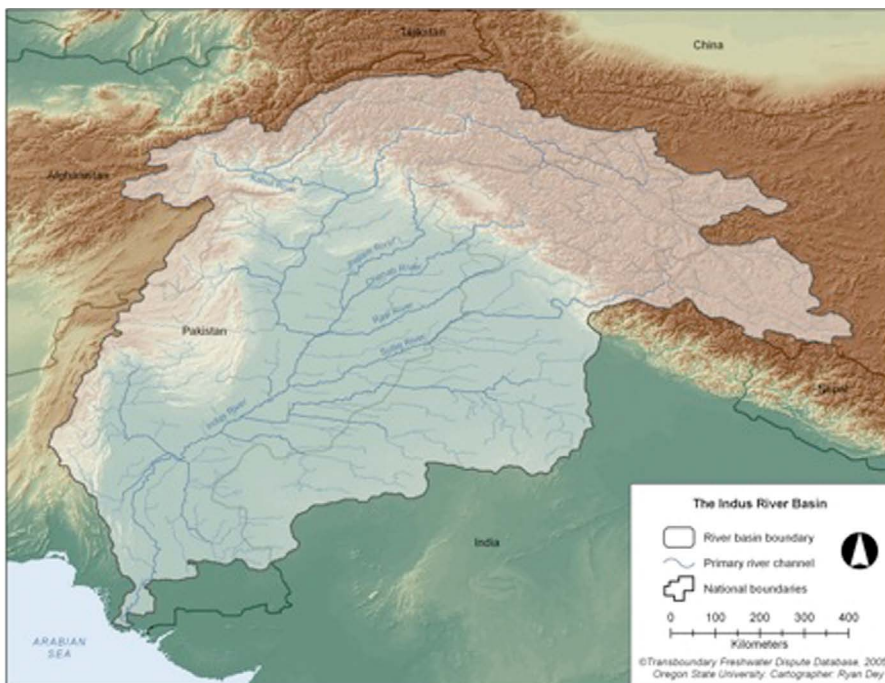 Tajikistan
China
Afghanistan
Kabul River
Jhelum River
Chenab River
Ravi River
Pakistan
Sutlej River
Nepal
Indus River
India
ARABIAN
SEA
The Indus River Basin
River basin boundary
Primary river channel
National boundaries
0 100 200 300 400
Kilometers
©Transboundary Freshwater Dispute Database, 2005
Oregon State University. Cartographer: Ryan Dey